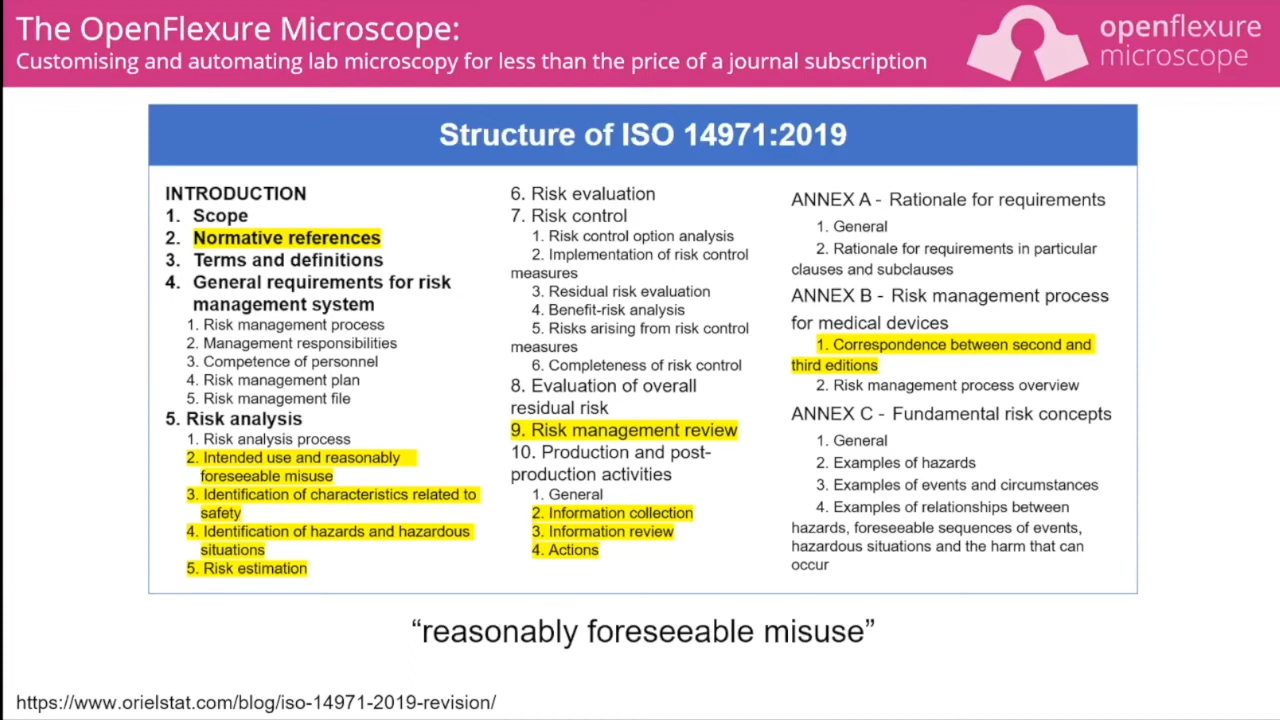 The OpenFlexure Microscope:
Customising and automating lab microscopy for less than the price of a journal subscription
openflexure
microscope
Structure of ISO 14971:2019
INTRODUCTION
1. Scope
2. Normative references
3. Terms and definitions
4. General requirements for risk
management system
1. Risk management process
2. Management responsibilities
3. Competence of personnel
4. Risk management plan
5. Risk management file
5. Risk analysis
1. Risk analysis process
2. Intended use and reasonably
foreseeable misuse
3. Identification of characteristics related to
safety
4. Identification of hazards and hazardous
situations
5. Risk estimation
6. Risk evaluation
7. Risk control
1. Risk control option analysis
2. Implementation of risk control
measures
3. Residual risk evaluation
4. Benefit-risk analysis
5. Risks arising from risk control
measures
6. Completeness of risk control
8. Evaluation of overall
residual risk
9. Risk management review
10. Production and post-
production activities
1. General
2. Information collection
3. Information review
4. Actions
ANNEX A - Rationale for requirements
1. General
2. Rationale for requirements in particular
clauses and subclauses
ANNEX B - Risk management process
for medical devices
1. Correspondence between second and
third editions
2. Risk management process overview
ANNEX C - Fundamental risk concepts
1. General
2. Examples of hazards
3. Examples of events and circumstances
4. Examples of relationships between
hazards, foreseeable sequences of events,
hazardous situations and the harm that can
occur
“reasonably foreseeable misuse”
https://www.orielstat.com/blog/iso-14971-2019-revision/